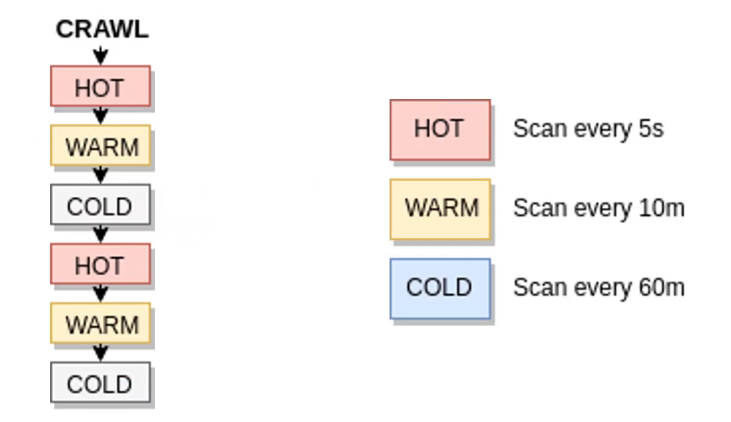 CRAWL
HOT
WARM
COLD
HOT
WARM
COLD
HOT Scan every 5s
WARM Scan every 10m
COLD Scan every 60m